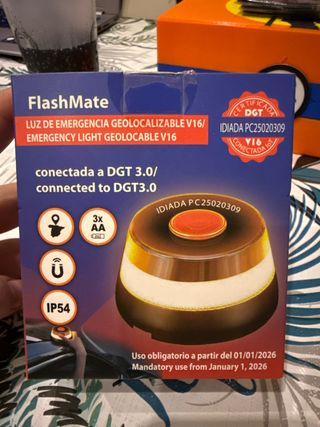 FlashMate
LUZ DE EMERGENCIA GEOLOCALIZABLE V16/
EMERGENCY LIGHT GEOLOCABLE V16
CERTIFICADA
DGT
IDIADA PC25020309
V16
CONECTADA IoT
conectada a DGT 3.0/
connected to DGT3.0
3x
AA
IP54
IDIADA PC25020309
Uso obligatorio a partir del 01/01/2026
Mandatory use from January 1, 2026